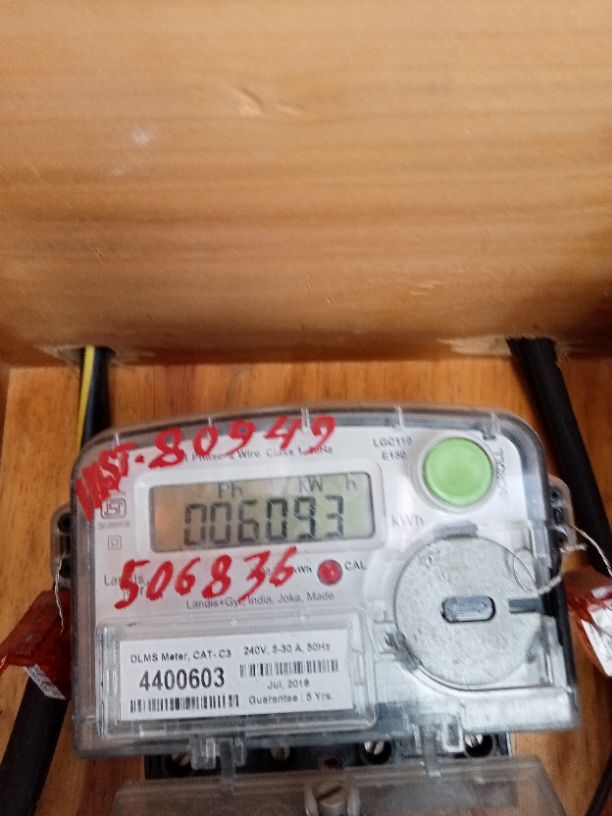 INST-80949
LGC110
E150
Phase, 2 Wire, Class 1, 50Hz
Ph KW h
006093
kWh
506836
CAL
Landis+Gyr, India, Joka, Made
DLMS Meter, CAT- C3 240V, 5-30 A, 50Hz
4400603
Jul, 2018
Guarantee : 5 Yrs.